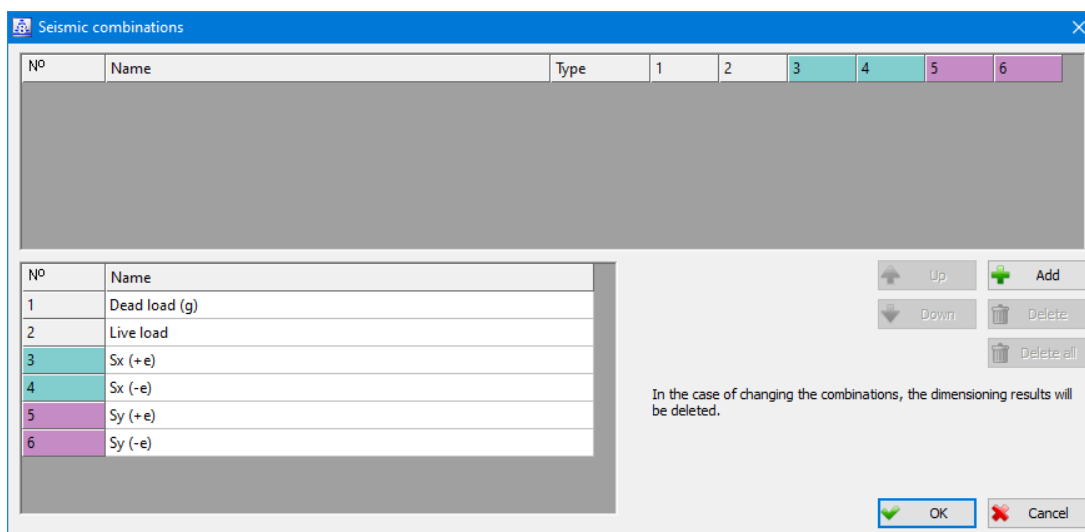 Seismic combinations
Nº Name Type 1 2 3 4 5 6
Nº Name
1 Dead load (g)
2 Live load
3 Sx (+e)
4 Sx (-e)
5 Sy (+e)
6 Sy (-e)
Up Add
Down Delete
Delete all
In the case of changing the combinations, the dimensioning results will
be deleted.
OK Cancel